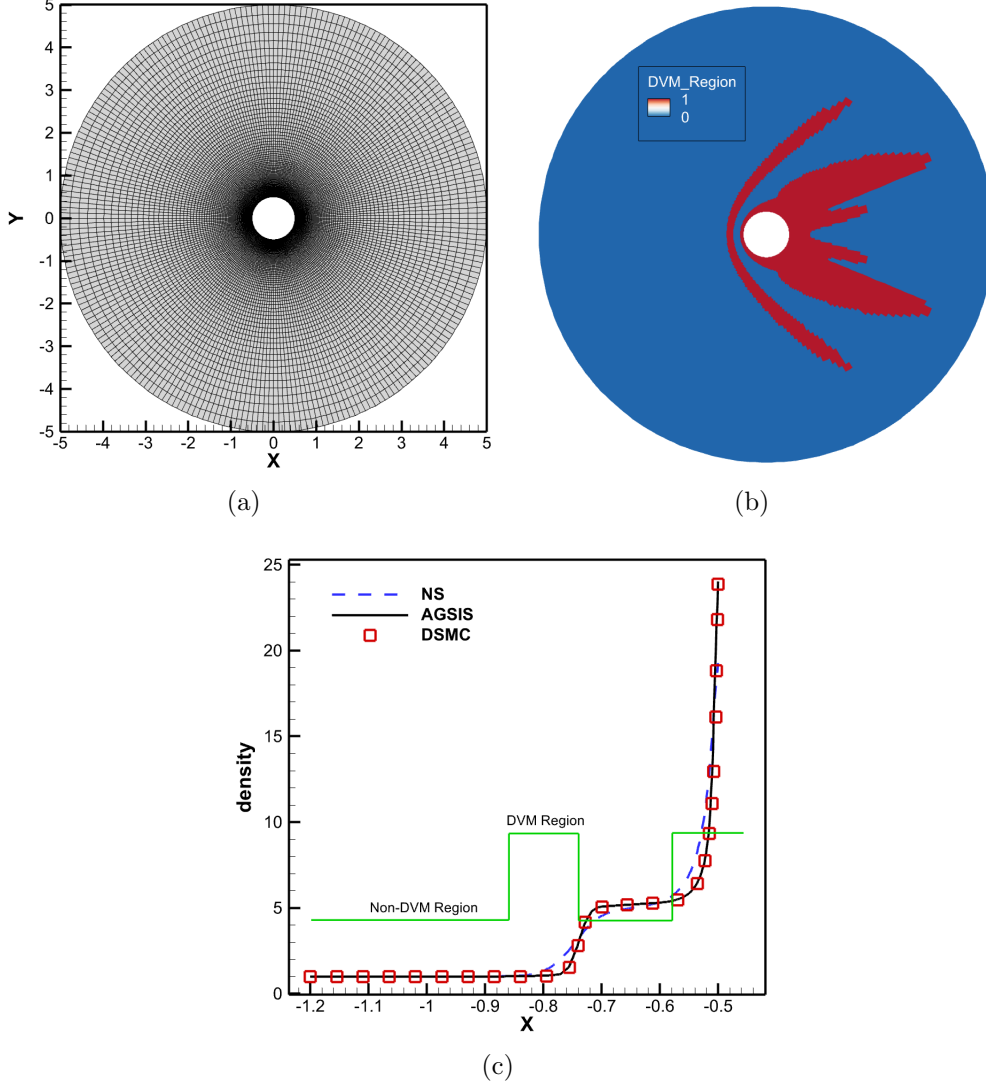 5
4
3
2
1
0
-1
-2
-3
-4
-5
Y
-5 -4 -3 -2 -1 0 1 2 3 4 5
X
(a)
DVM_Region
1
0
(b)
25
20
15
10
5
0
density
NS
AGSIS
DSMC
DVM Region
Non-DVM Region
-1.2 -1.1 -1 -0.9 -0.8 -0.7 -0.6 -0.5
X
(c)